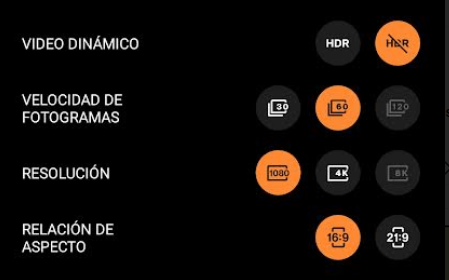 VIDEO DINÁMICO HDR HDR
VELOCIDAD DE
FOTOGRAMAS 30 60 120
RESOLUCIÓN 1080 4K 8K
RELACIÓN DE
ASPECTO 16:9 21:9